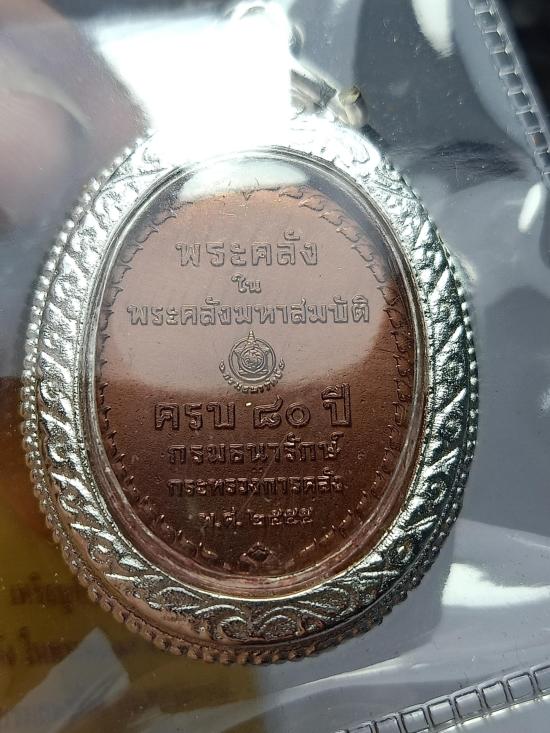 พระคลัง
ใน
พระคลังมหาสมบัติ
ครบ ๘๐ ปี
กรมธนารักษ์
กระทรวงการคลัง
พ.ศ.๒๕๕๕